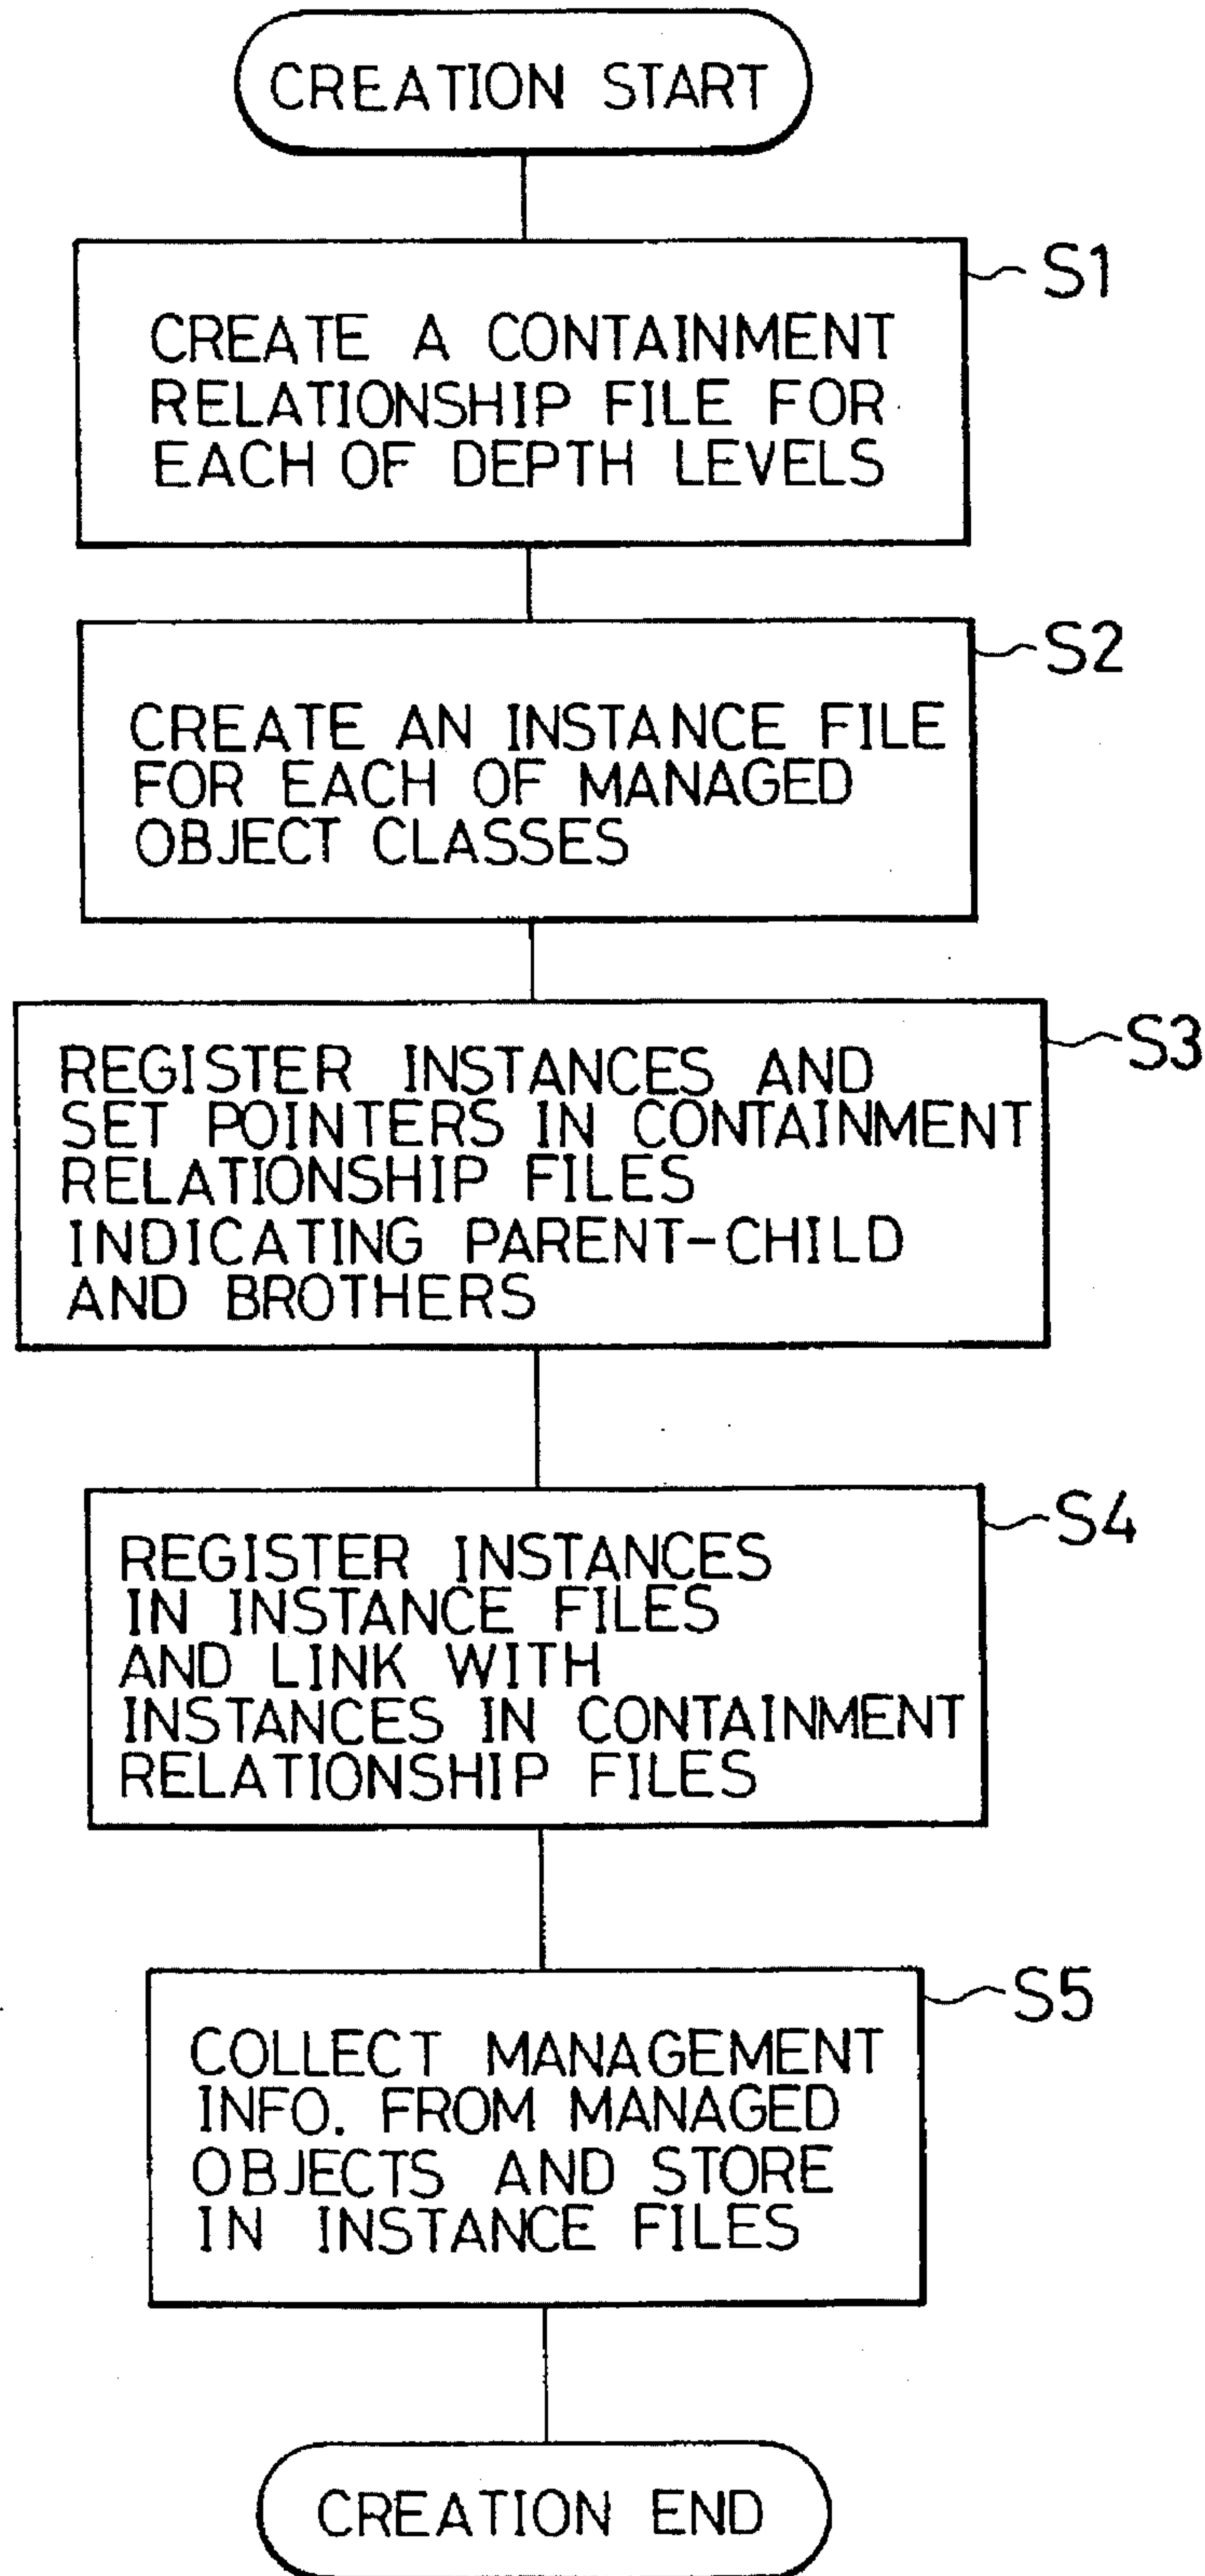 CREATION START
S1
CREATE A CONTAINMENT
RELATIONSHIP FILE FOR
EACH OF DEPTH LEVELS
S2
CREATE AN INSTANCE FILE
FOR EACH OF MANAGED
OBJECT CLASSES
S3
REGISTER INSTANCES AND
SET POINTERS IN CONTAINMENT
RELATIONSHIP FILES
INDICATING PARENT-CHILD
AND BROTHERS
S4
REGISTER INSTANCES
IN INSTANCE FILES
AND LINK WITH
INSTANCES IN CONTAINMENT
RELATIONSHIP FILES
S5
COLLECT MANAGEMENT
INFO. FROM MANAGED
OBJECTS AND STORE
IN INSTANCE FILES
CREATION END